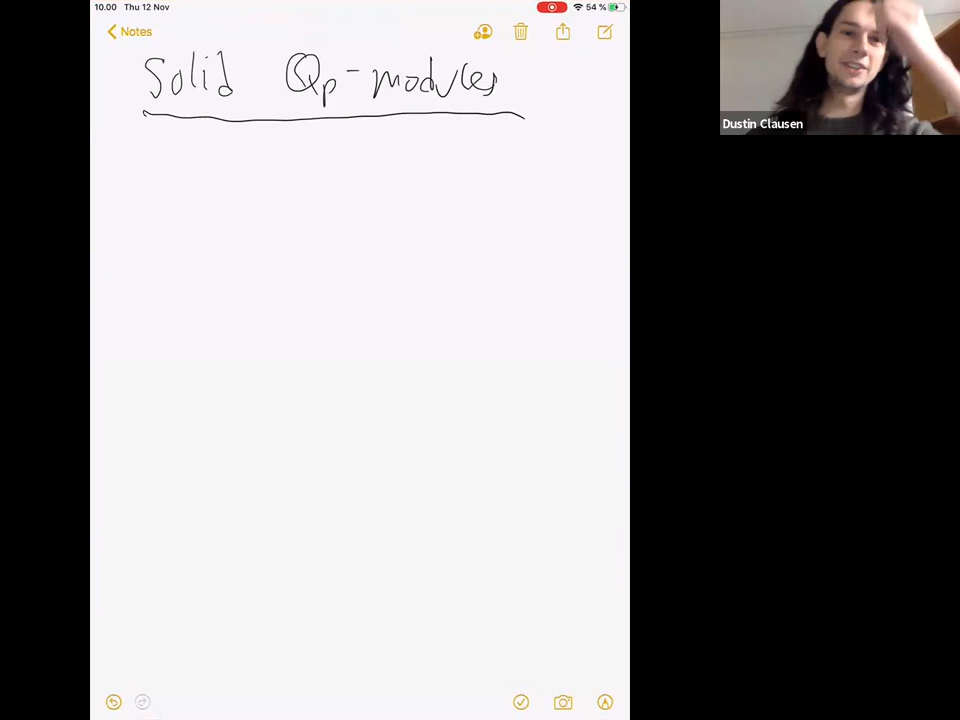 10.00 Thu 12 Nov
54 %
Notes
Solid Qp-modules
Dustin Clausen